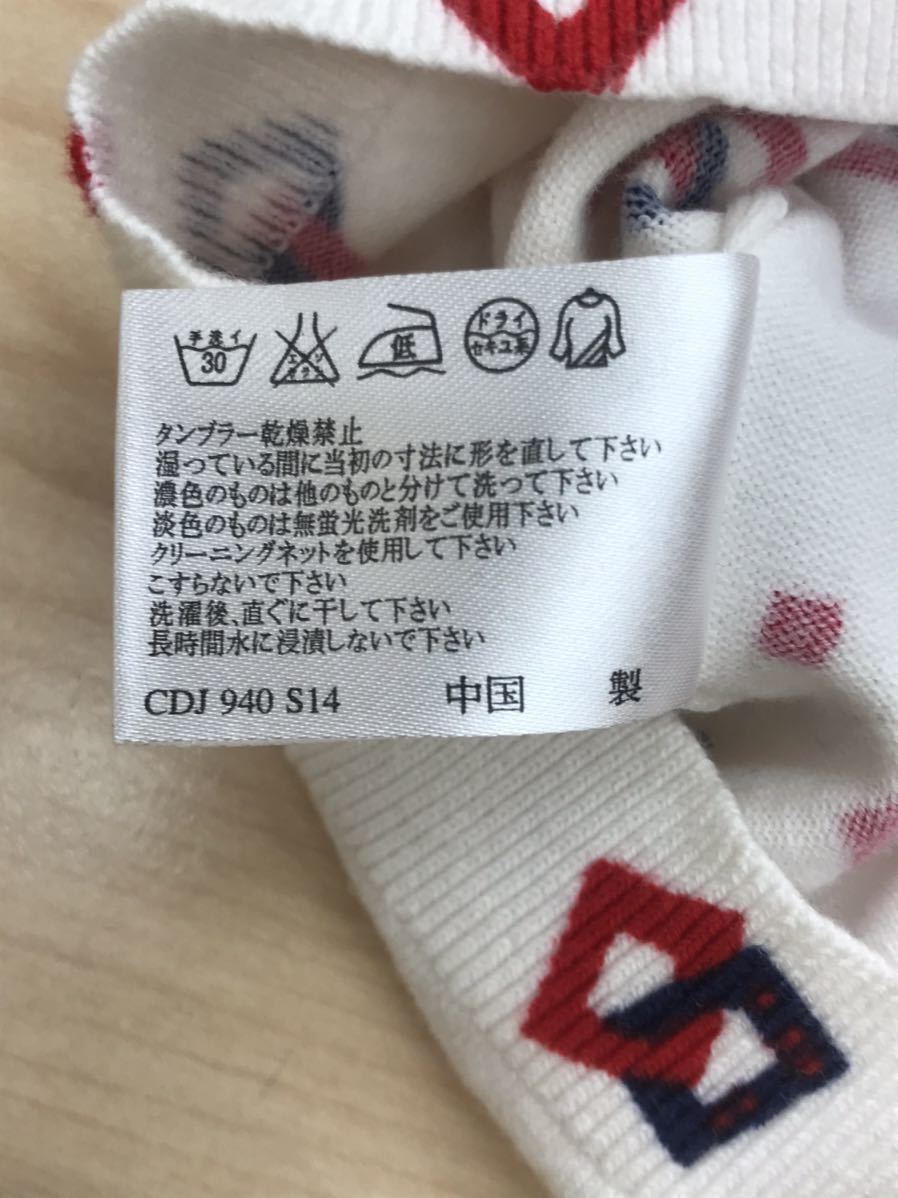 手洗イ 30 エンソサラシ 低 ドライ セキユ系
タンブラー乾燥禁止
湿っている間に当初の寸法に形を直して下さい
濃色のものは他のものと分けて洗って下さい
淡色のものは無蛍光洗剤をご使用下さい
クリーニングネットを使用して下さい
こすらないで下さい
洗濯後、直ぐに干して下さい
長時間水に浸漬しないで下さい
CDJ 940 S14 中国 製